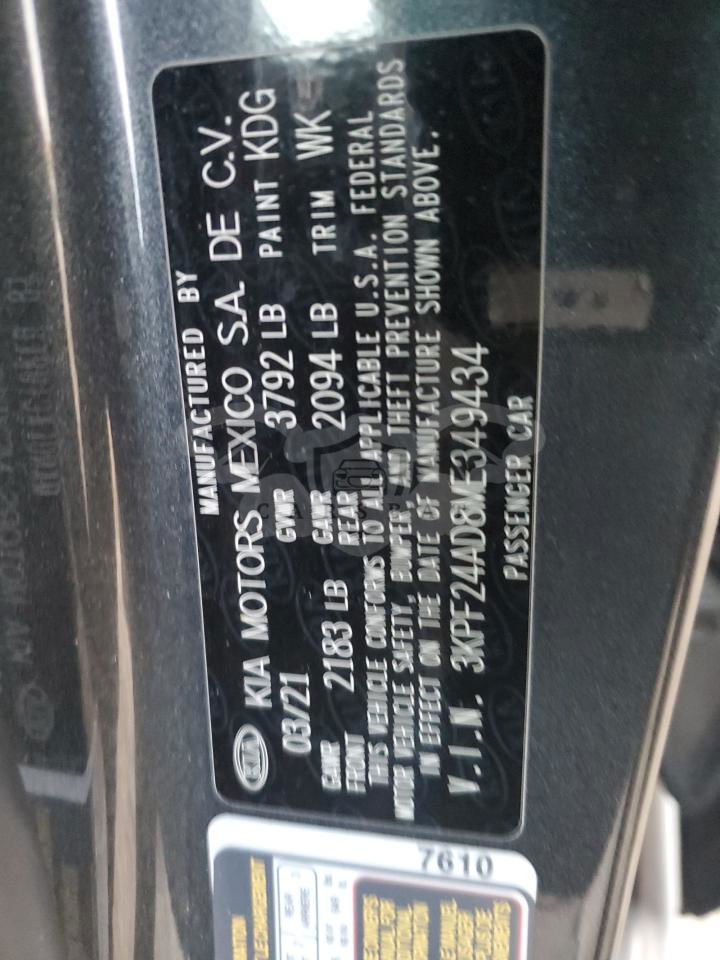 MANUFACTURED BY
KIA KIA MOTORS MEXICO S.A. DE C.V.
03/21 GVWR 3792 LB PAINT KDG
GAWR FRONT 2183 LB GAWR REAR 2094 LB TRIM WK
THIS VEHICLE CONFORMS TO ALL APPLICABLE U.S.A. FEDERAL
MOTOR VEHICLE SAFETY, BUMPER, AND THEFT PREVENTION STANDARDS
IN EFFECT ON THE DATE OF MANUFACTURE SHOWN ABOVE.
V.I.N. 3KPF24AD8ME349434
PASSENGER CAR
7610